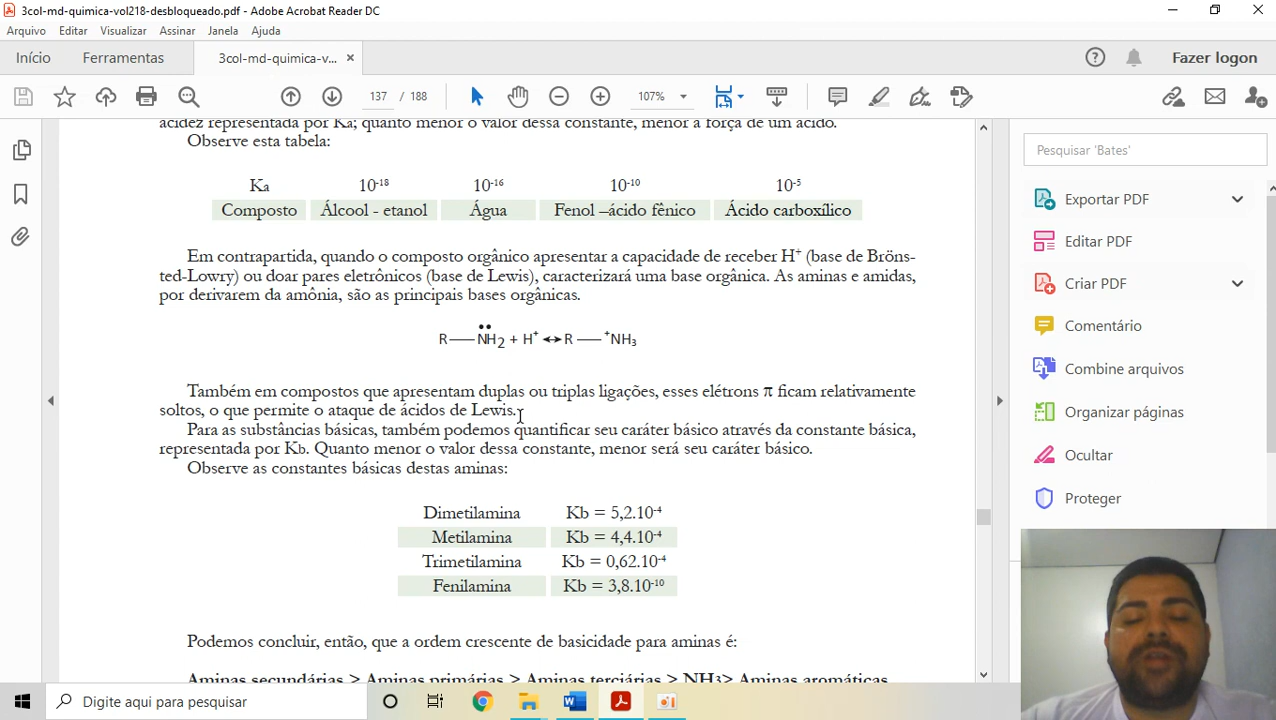 3col-md-quimica-vol218-desbloqueado.pdf - Adobe Acrobat Reader DC
Arquivo Editar Visualizar Assinar Janela Ajuda
Início Ferramentas 3col-md-quimica-v... × Fazer logon
137 / 188 107%
acidez representada por Ka; quanto menor o valor dessa constante, menor a força de um ácido.
Observe esta tabela:
Ka 10-18 10-16 10-10 10-5
Composto Álcool - etanol Água Fenol –ácido fênico Ácido carboxílico
Em contrapartida, quando o composto orgânico apresentar a capacidade de receber H+ (base de Bröns-
ted-Lowry) ou doar pares eletrônicos (base de Lewis), caracterizará uma base orgânica. As aminas e amidas,
por derivarem da amônia, são as principais bases orgânicas.
R — NH2 + H+ ↔ R — +NH3
Também em compostos que apresentam duplas ou triplas ligações, esses elétrons π ficam relativamente
soltos, o que permite o ataque de ácidos de Lewis.
Para as substâncias básicas, também podemos quantificar seu caráter básico através da constante básica,
representada por Kb. Quanto menor o valor dessa constante, menor será seu caráter básico.
Observe as constantes básicas destas aminas:
Dimetilamina Kb = 5,2.10-4
Metilamina Kb = 4,4.10-4
Trimetilamina Kb = 0,62.10-4
Fenilamina Kb = 3,8.10-10
Podemos concluir, então, que a ordem crescente de basicidade para aminas é:
Aminas secundárias > Aminas primárias > Aminas terciárias > NH3> Aminas aromáticas
Pesquisar 'Bates'
Exportar PDF
Editar PDF
Criar PDF
Comentário
Combine arquivos
Organizar páginas
Ocultar
Proteger
Digite aqui para pesquisar